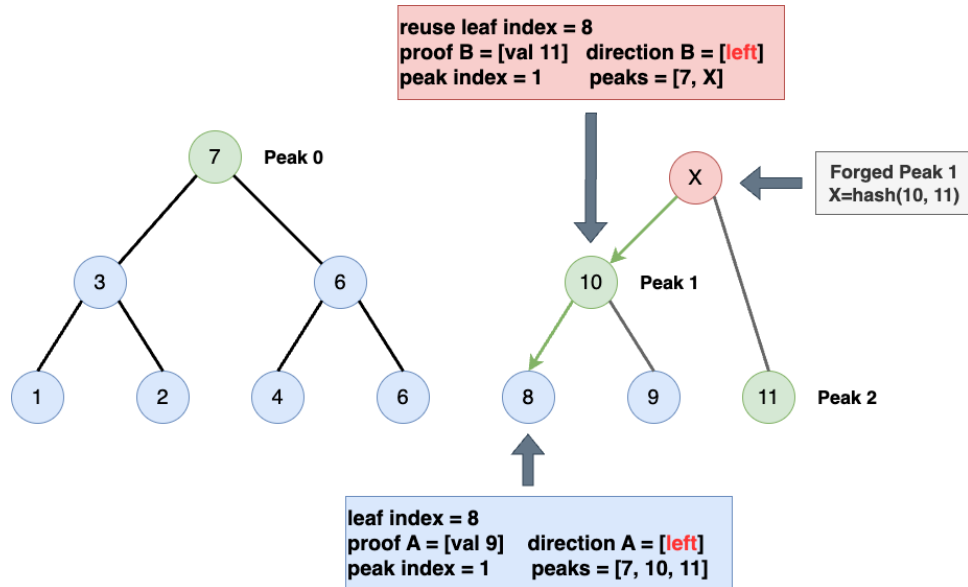 reuse leaf index = 8
proof B = [val 11] direction B = [left]
peak index = 1 peaks = [7, X]
7
Peak 0
X
Forged Peak 1
X=hash(10, 11)
3
6
10
Peak 1
1
2
4
6
8
9
11
Peak 2
leaf index = 8
proof A = [val 9] direction A = [left]
peak index = 1 peaks = [7, 10, 11]